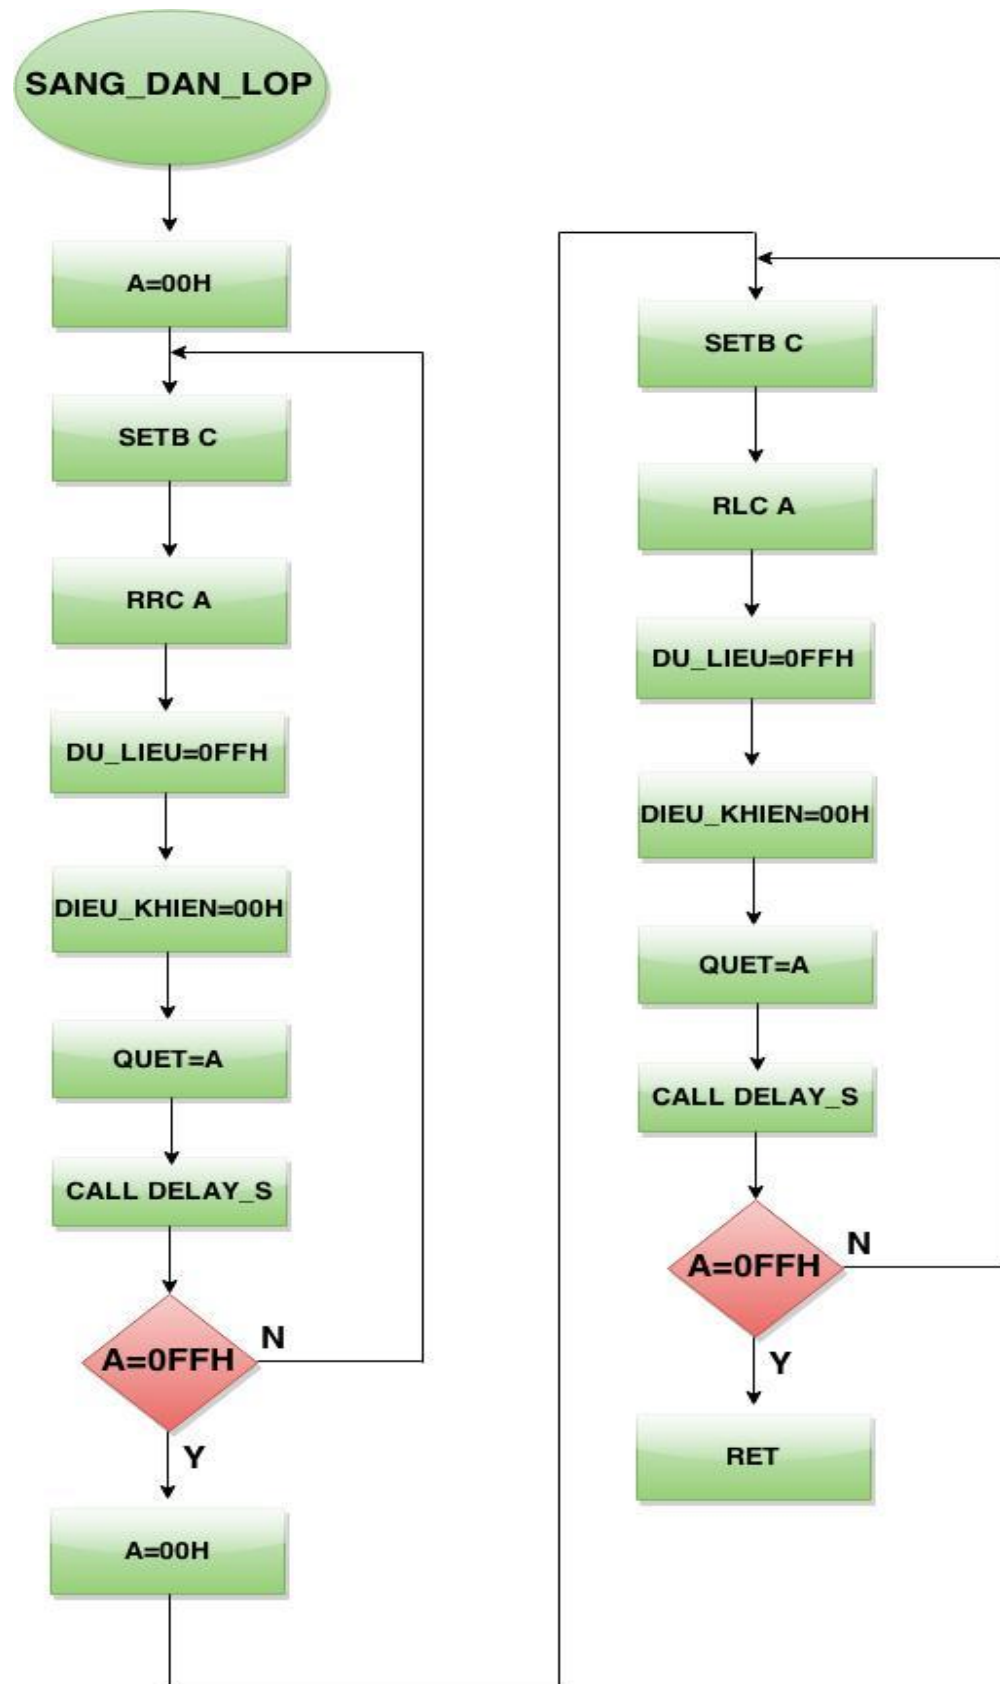 SANG_DAN_LOP
A=00H
SETB C
RRC A
DU_LIEU=0FFH
DIEU_KHIEN=00H
QUET=A
CALL DELAY_S
A=0FFH
N
Y
A=00H
SETB C
RLC A
DU_LIEU=0FFH
DIEU_KHIEN=00H
QUET=A
CALL DELAY_S
A=0FFH
N
Y
RET